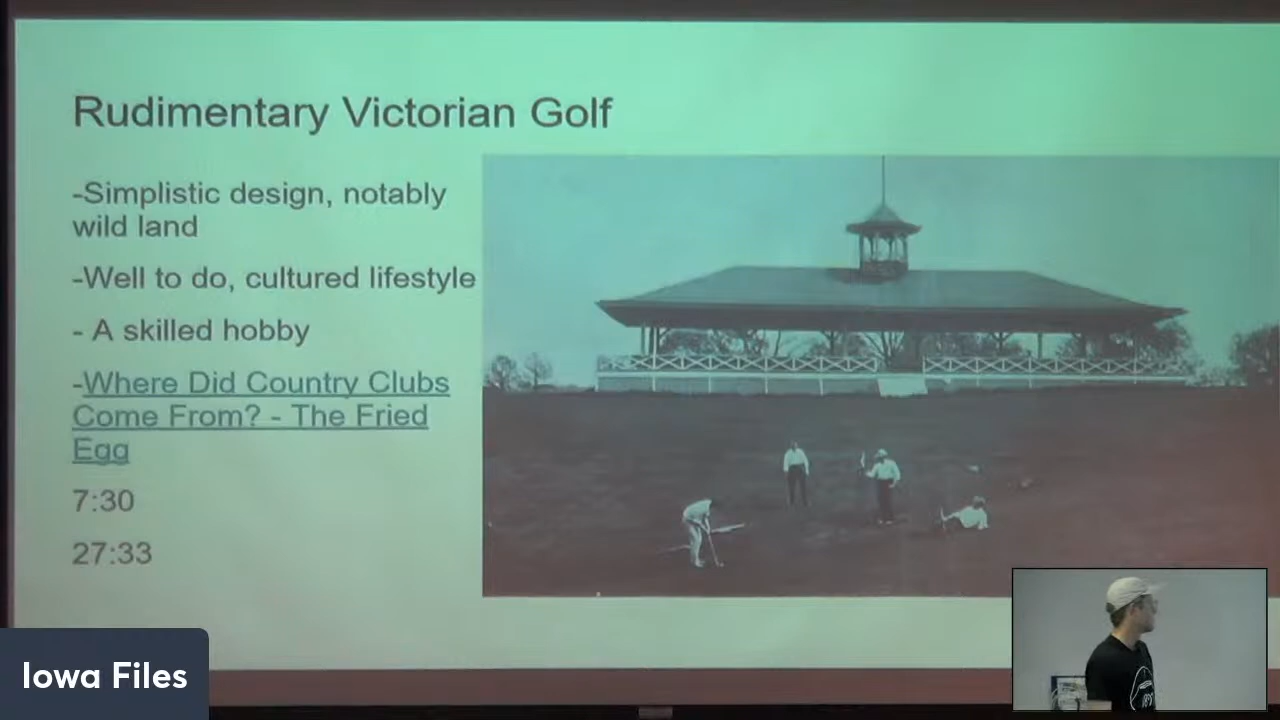 Rudimentary Victorian Golf
-Simplistic design, notably
wild land
-Well to do, cultured lifestyle
- A skilled hobby
-Where Did Country Clubs
Come From? - The Fried
Egg
7:30
27:33
Iowa Files